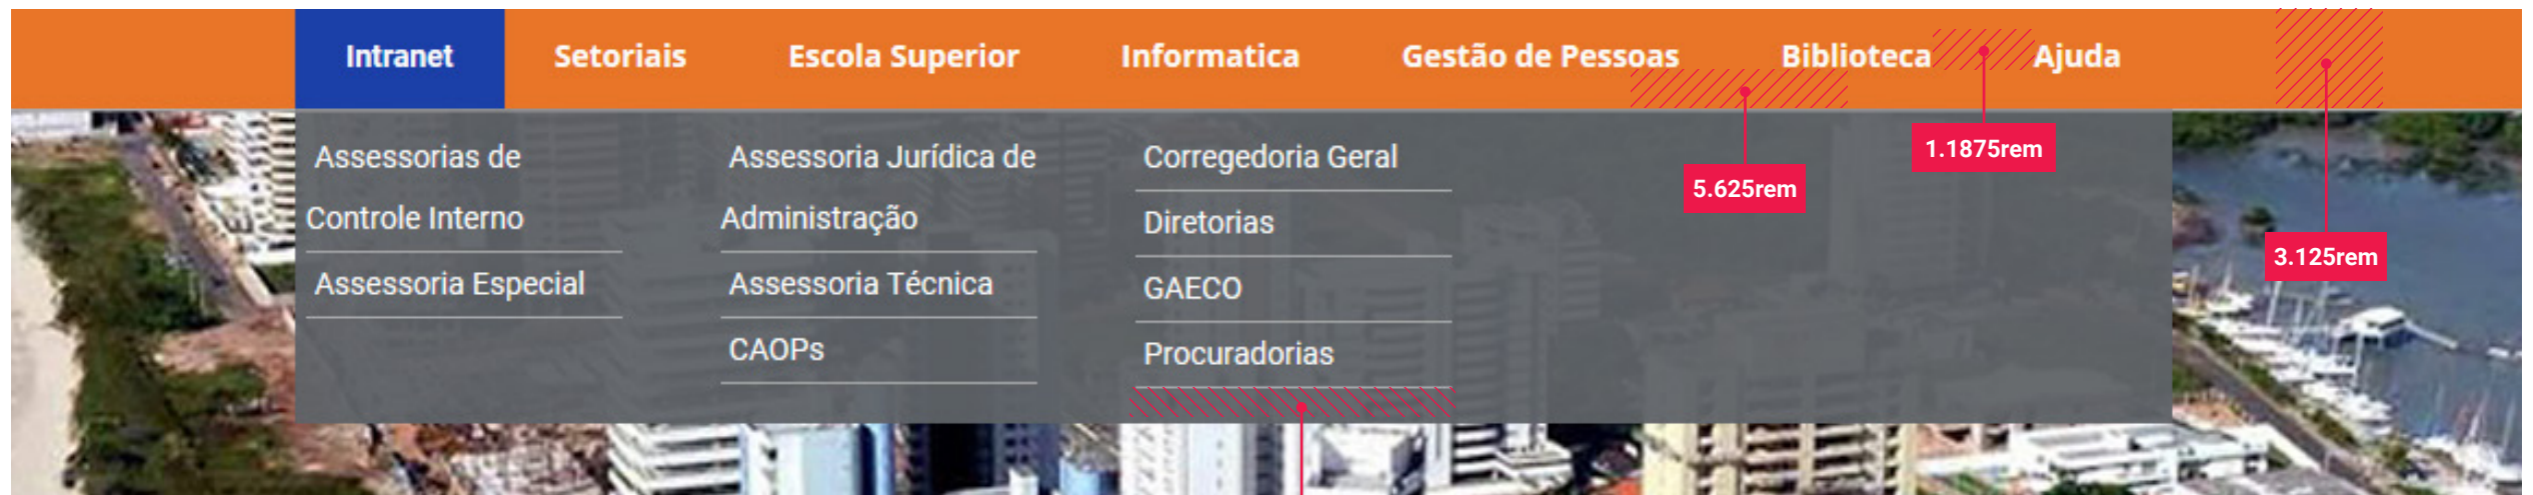 Intranet Setoriais Escola Superior Informatica Gestão de Pessoas Biblioteca Ajuda
Assessorias de
Controle Interno
Assessoria Especial
Assessoria Jurídica de
Administração
Assessoria Técnica
CAOPs
Corregedoria Geral
Diretorias
GAECO
Procuradorias
5.625rem
1.1875rem
3.125rem